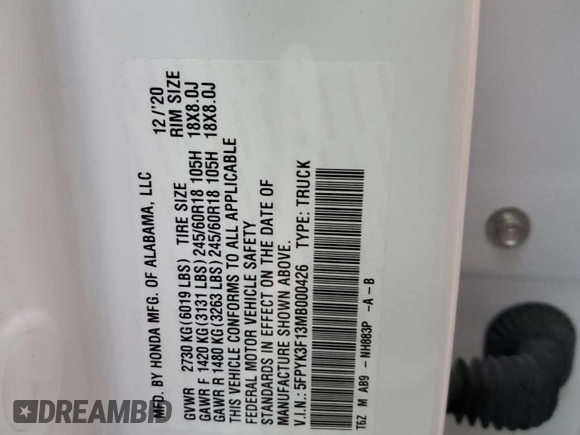 MFD. BY HONDA MFG. OF ALABAMA, LLC 12/'20
GVWR 2730 KG(6019 LBS) TIRE SIZE RIM SIZE
GAWR F 1420 KG(3131 LBS) 245/60R18 105H 18X8.0J
GAWR R 1480 KG(3263 LBS) 245/60R18 105H 18X8.0J
THIS VEHICLE CONFORMS TO ALL APPLICABLE
FEDERAL MOTOR VEHICLE SAFETY
STANDARDS IN EFFECT ON THE DATE OF
MANUFACTURE SHOWN ABOVE.
V.I.N.: 5FPYK3F13MB000426 TYPE: TRUCK
T6Z M A89 - NH883P -A-B
DREAMBID